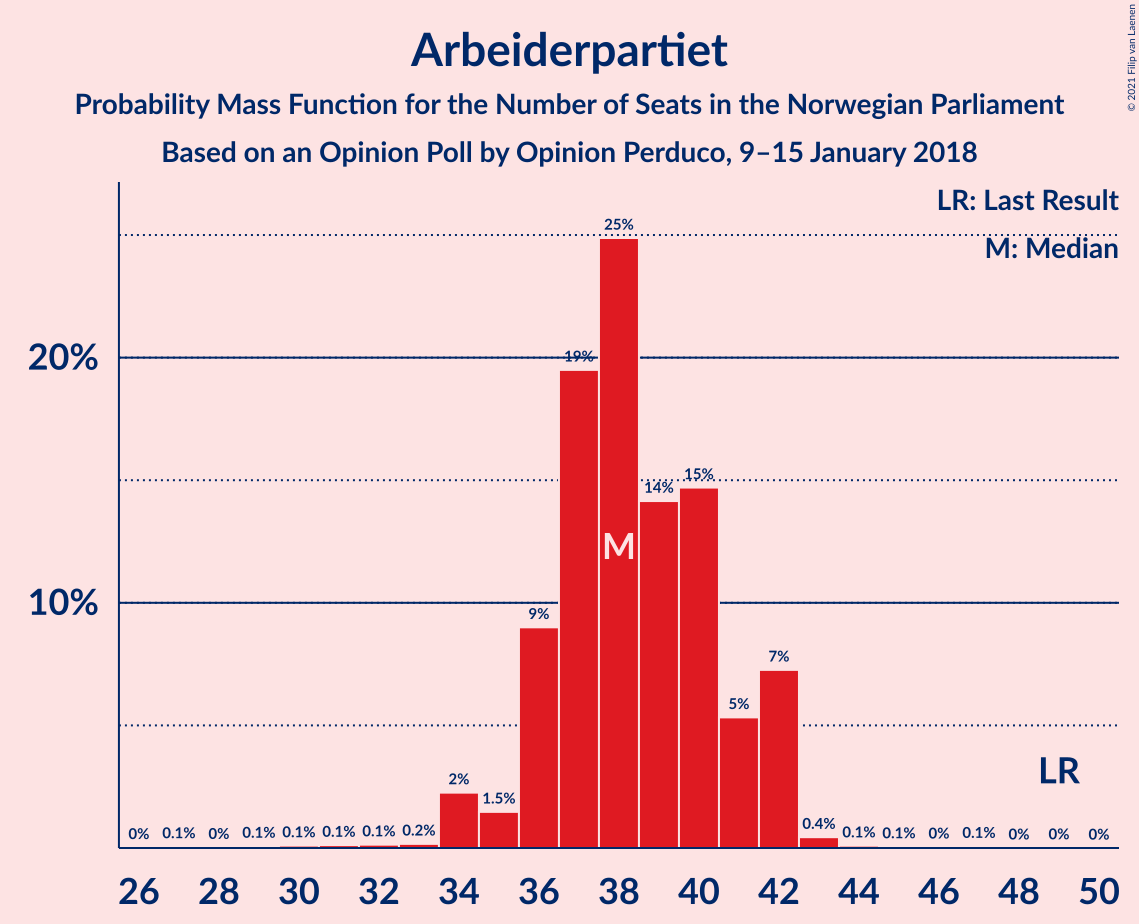 Arbeiderpartiet
Probability Mass Function for the Number of Seats in the Norwegian Parliament
Based on an Opinion Poll by Opinion Perduco, 9–15 January 2018
© 2021 Filip van Laenen
LR: Last Result
M: Median
25%
20%
19%
15%
14%
M
10%
9%
7%
5%
LR
2%
1.5%
0% 0.1% 0% 0.1% 0.1% 0.1% 0.1% 0.2% 0.4% 0.1% 0.1% 0% 0.1% 0% 0% 0%
26 28 30 32 34 36 38 40 42 44 46 48 50